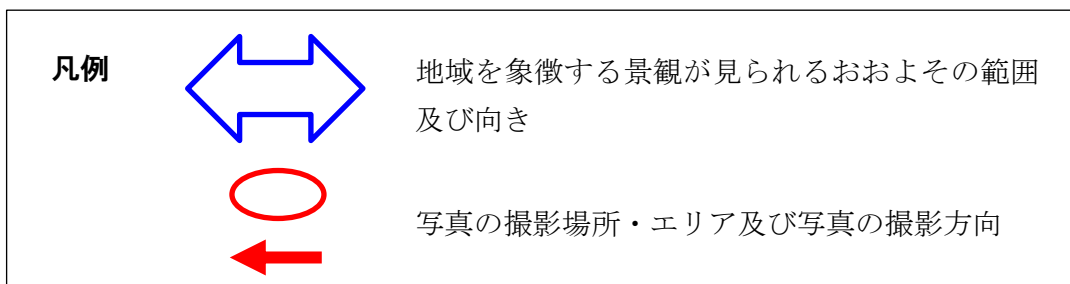 凡例
地域を象徴する景観が見られるおおよその範囲
及び向き
写真の撮影場所・エリア及び写真の撮影方向